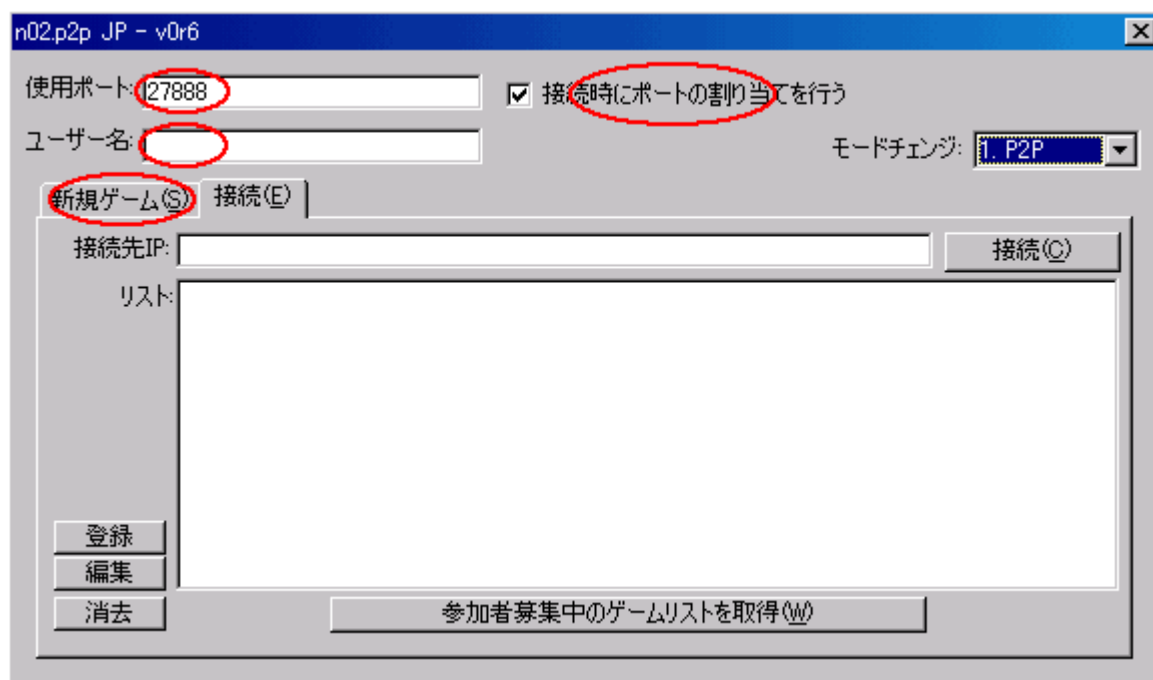 n02.p2p JP - v0r6
使用ポート: 27888
接続時にポートの割り当てを行う
ユーザー名:
モードチェンジ: 1. P2P
新規ゲーム(S) 接続(E)
接続先IP: 接続(C)
リスト:
登録
編集
消去 参加者募集中のゲームリストを取得(W)